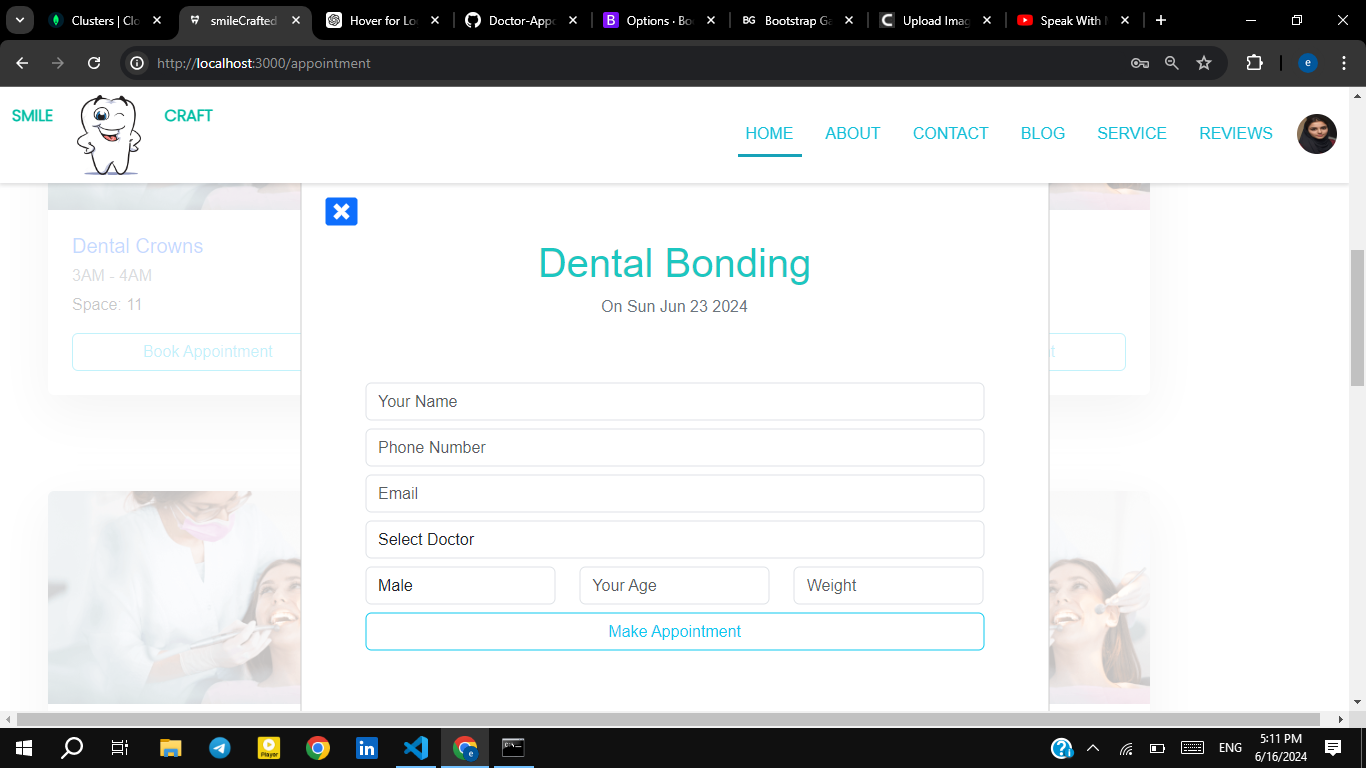 Clusters | Clo
smileCrafted
Hover for Lo
Doctor-Appo
Options · Boo
BG Bootstrap Ga
Upload Imag
Speak With
http://localhost:3000/appointment
e
SMILE CRAFT
HOME ABOUT CONTACT BLOG SERVICE REVIEWS
Dental Crowns
3AM - 4AM
Space: 11
Book Appointment
Dental Bonding
On Sun Jun 23 2024
Your Name
Phone Number
Email
Select Doctor
Male Your Age Weight
Make Appointment
Player
ENG
5:11 PM
6/16/2024